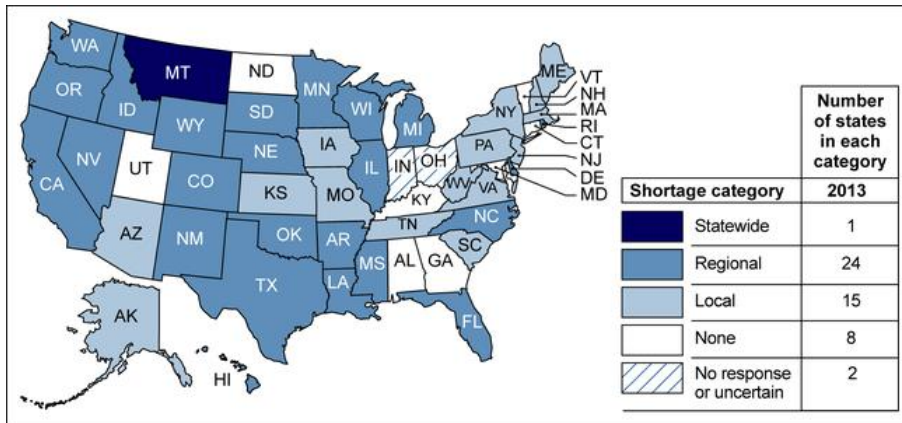 WA
MT
ND
OR
ID
WY
SD
MN
WI
MI
NV
UT
CO
NE
IA
IL
IN
OH
CA
AZ
NM
KS
MO
KY
WV
VA
PA
NY
ME
OK
AR
TN
NC
SC
TX
LA
MS
AL
GA
FL
AK
HI
VT
NH
MA
RI
CT
NJ
DE
MD
Number
of states
in each
category
Shortage category 2013
Statewide 1
Regional 24
Local 15
None 8
No response
or uncertain 2